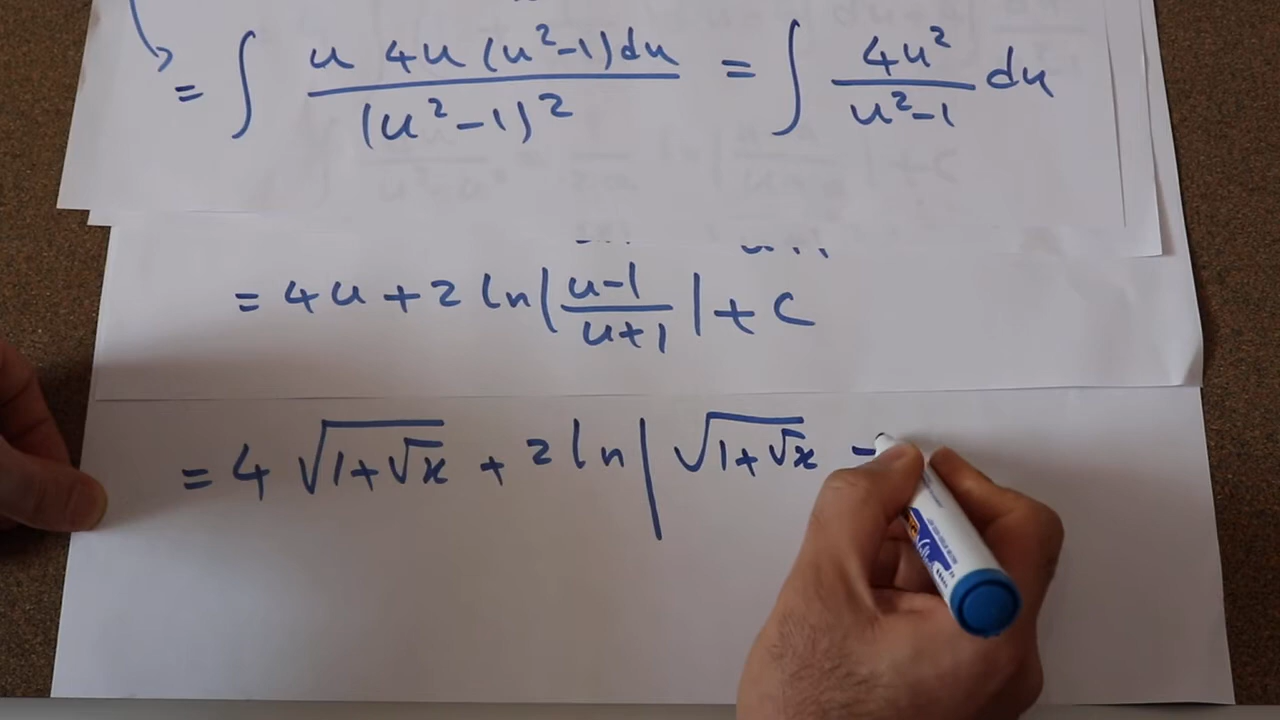 = ∫ u 4u (u²-1) du / (u²-1)² = ∫ 4u² / u²-1 du
= 4u + 2 ln | u-1 / u+1 | + C
= 4 √1+√x + 2 ln | √1+√x -